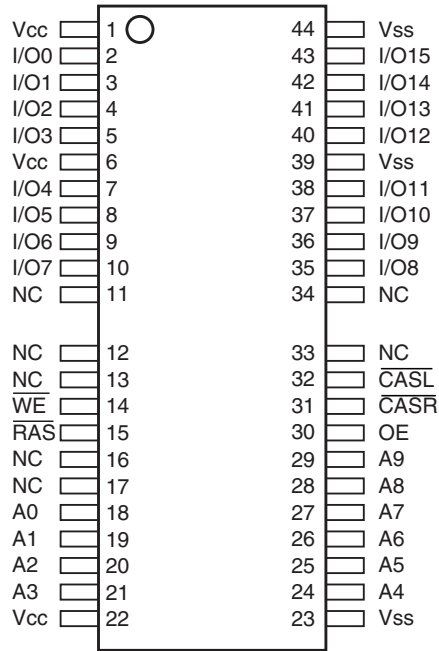 Vcc 1 44 Vss
I/O0 2 43 I/O15
I/O1 3 42 I/O14
I/O2 4 41 I/O13
I/O3 5 40 I/O12
Vcc 6 39 Vss
I/O4 7 38 I/O11
I/O5 8 37 I/O10
I/O6 9 36 I/O9
I/O7 10 35 I/O8
NC 11 34 NC
NC 12 33 NC
NC 13 32 C̅A̅S̅L̅
W̅E̅ 14 31 C̅A̅S̅R̅
R̅A̅S̅ 15 30 OE
NC 16 29 A9
NC 17 28 A8
A0 18 27 A7
A1 19 26 A6
A2 20 25 A5
A3 21 24 A4
Vcc 22 23 Vss